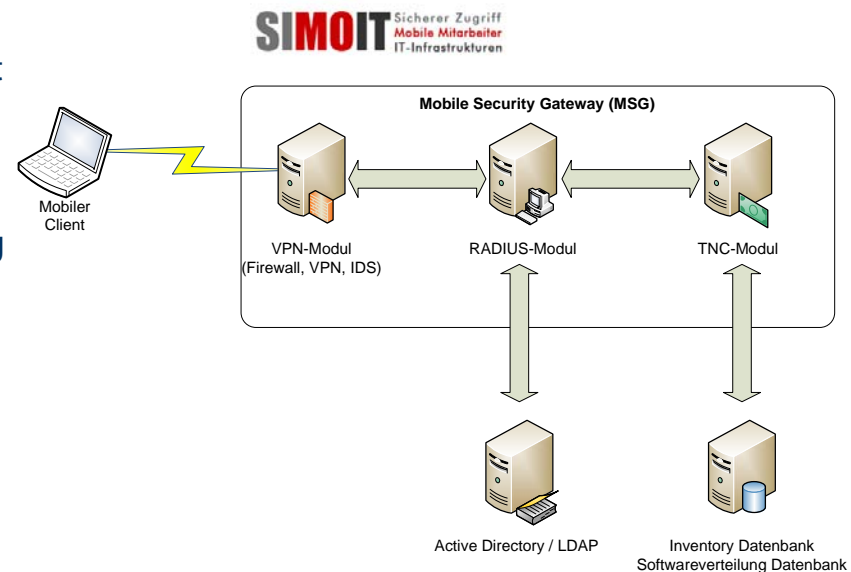 SIMOIT Sicherer Zugriff
Mobile Mitarbeiter
IT-Infrastrukturen
Mobile Security Gateway (MSG)
Mobiler
Client
VPN-Modul
(Firewall, VPN, IDS)
RADIUS-Modul
TNC-Modul
Active Directory / LDAP
Inventory Datenbank
Softwareverteilung Datenbank